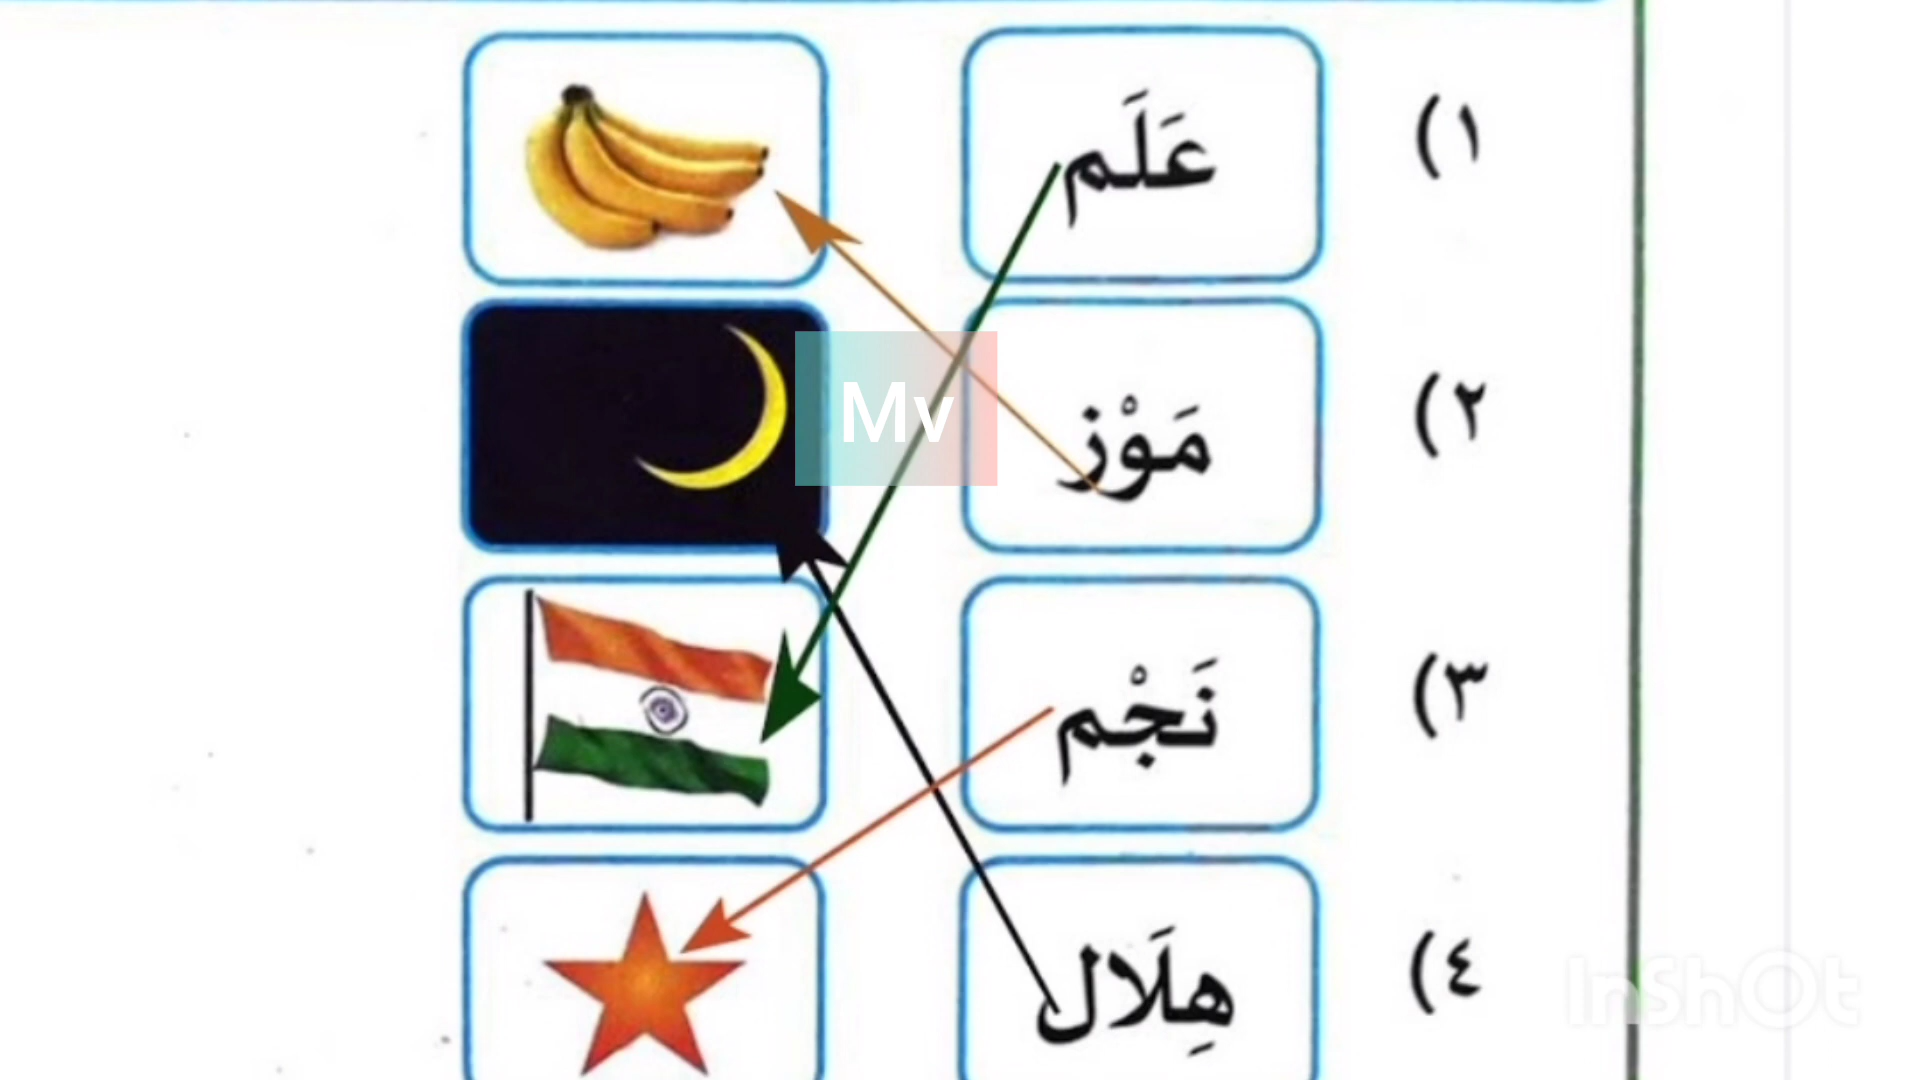 ١) عَلَم
٢) مَوْز
Mv
٣) نَجْم
٤) هِلَال
InShOt